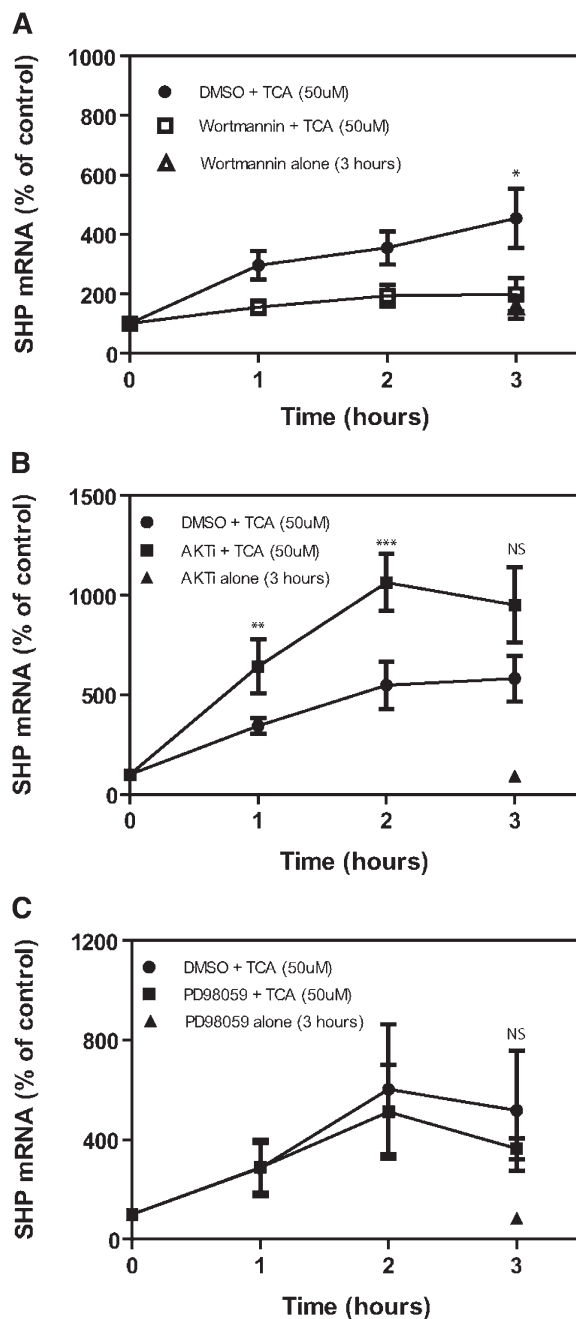 A
SHP mRNA (% of control)
1000
800
600
400
200
0
DMSO + TCA (50uM)
Wortmannin + TCA (50uM)
Wortmannin alone (3 hours)
*
0 1 2 3
Time (hours)
B
SHP mRNA (% of control)
1500
1000
500
0
DMSO + TCA (50uM)
AKTi + TCA (50uM)
AKTi alone (3 hours)
**
***
NS
0 1 2 3
Time (hours)
C
SHP mRNA (% of control)
1200
800
400
0
DMSO + TCA (50uM)
PD98059 + TCA (50uM)
PD98059 alone (3 hours)
NS
0 1 2 3
Time (hours)